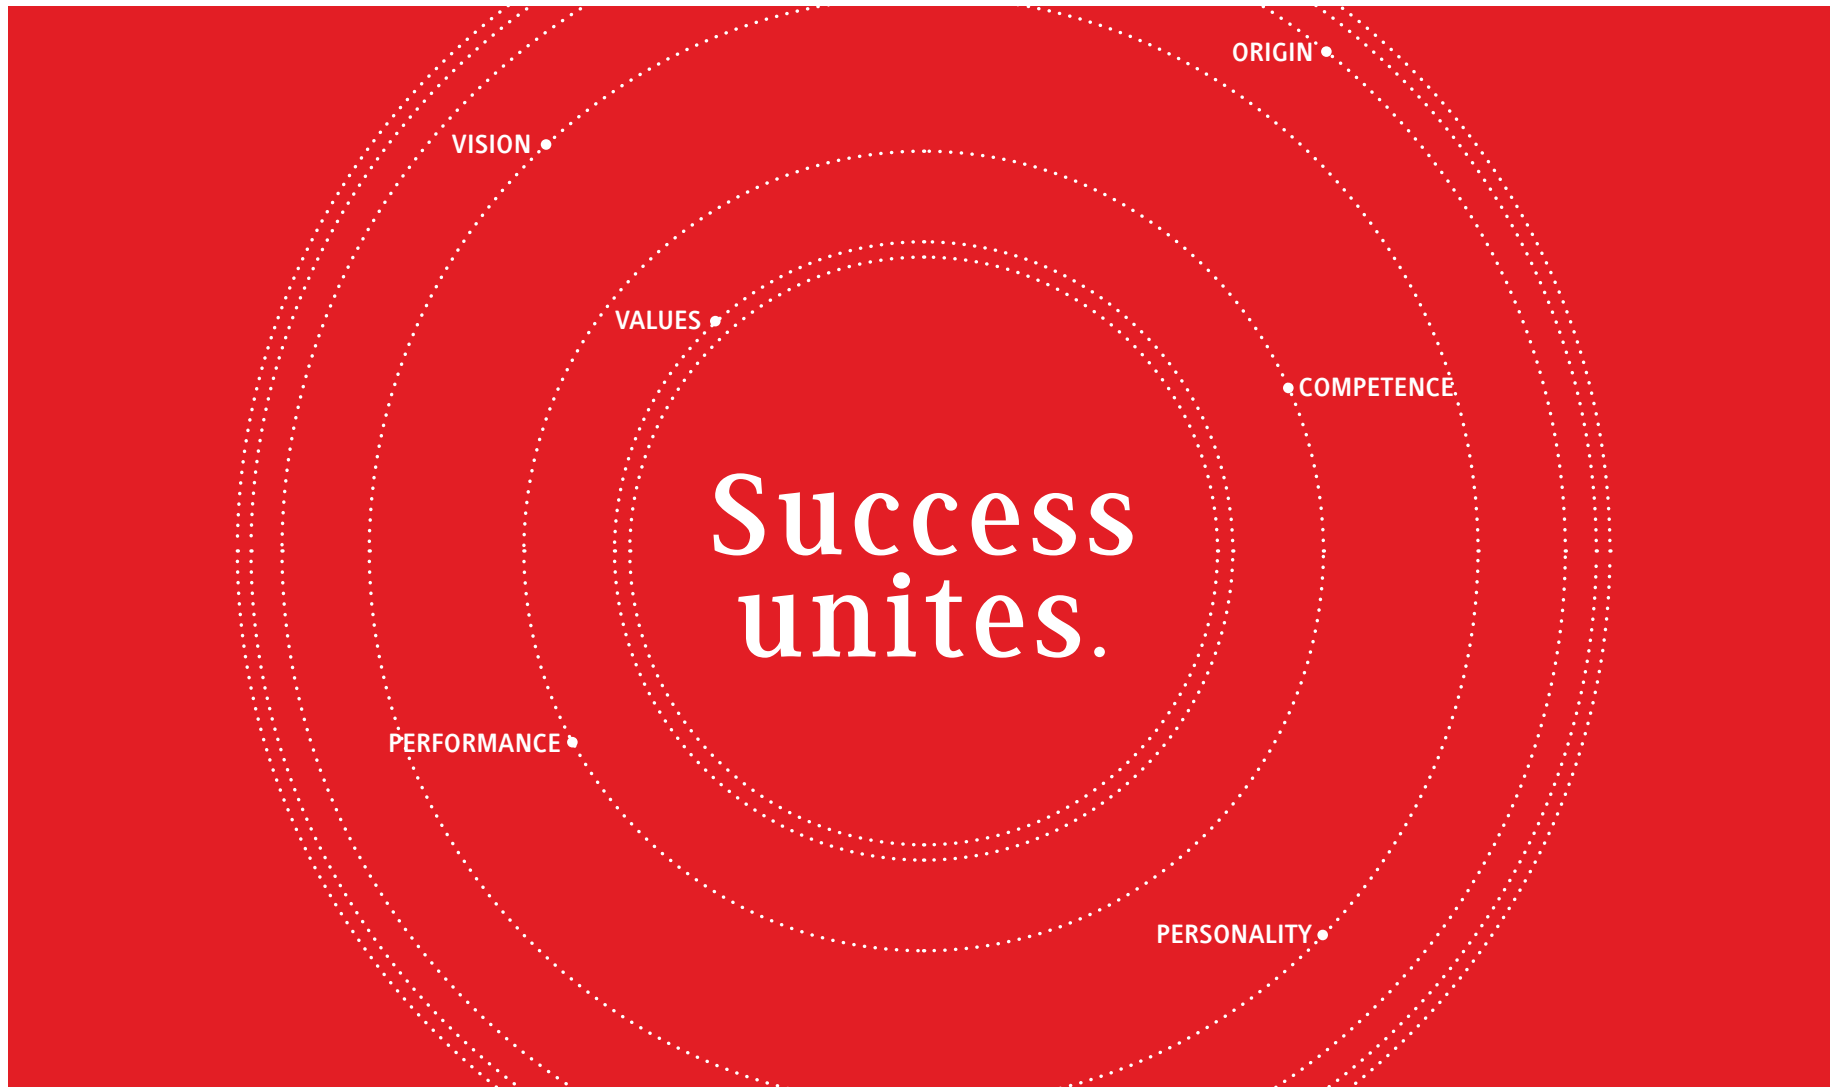 ORIGIN
VISION
VALUES
COMPETENCE
Success
unites.
PERFORMANCE
PERSONALITY